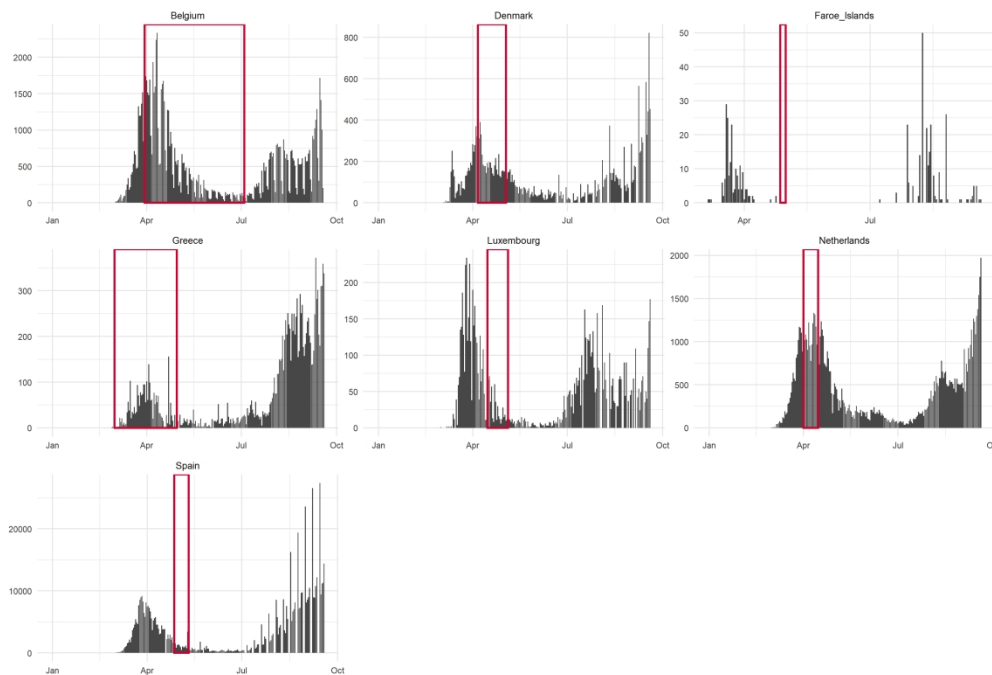 Belgium
2000
1500
1000
500
0
Jan Apr Jul Oct
Denmark
800
600
400
200
0
Jan Apr Jul Oct
Faroe_Islands
50
40
30
20
10
0
Apr Jul
Greece
300
200
100
0
Jan Apr Jul Oct
Luxembourg
200
150
100
50
0
Jan Apr Jul Oct
Netherlands
2000
1500
1000
500
0
Jan Apr Jul Oct
Spain
20000
10000
0
Jan Apr Jul Oct